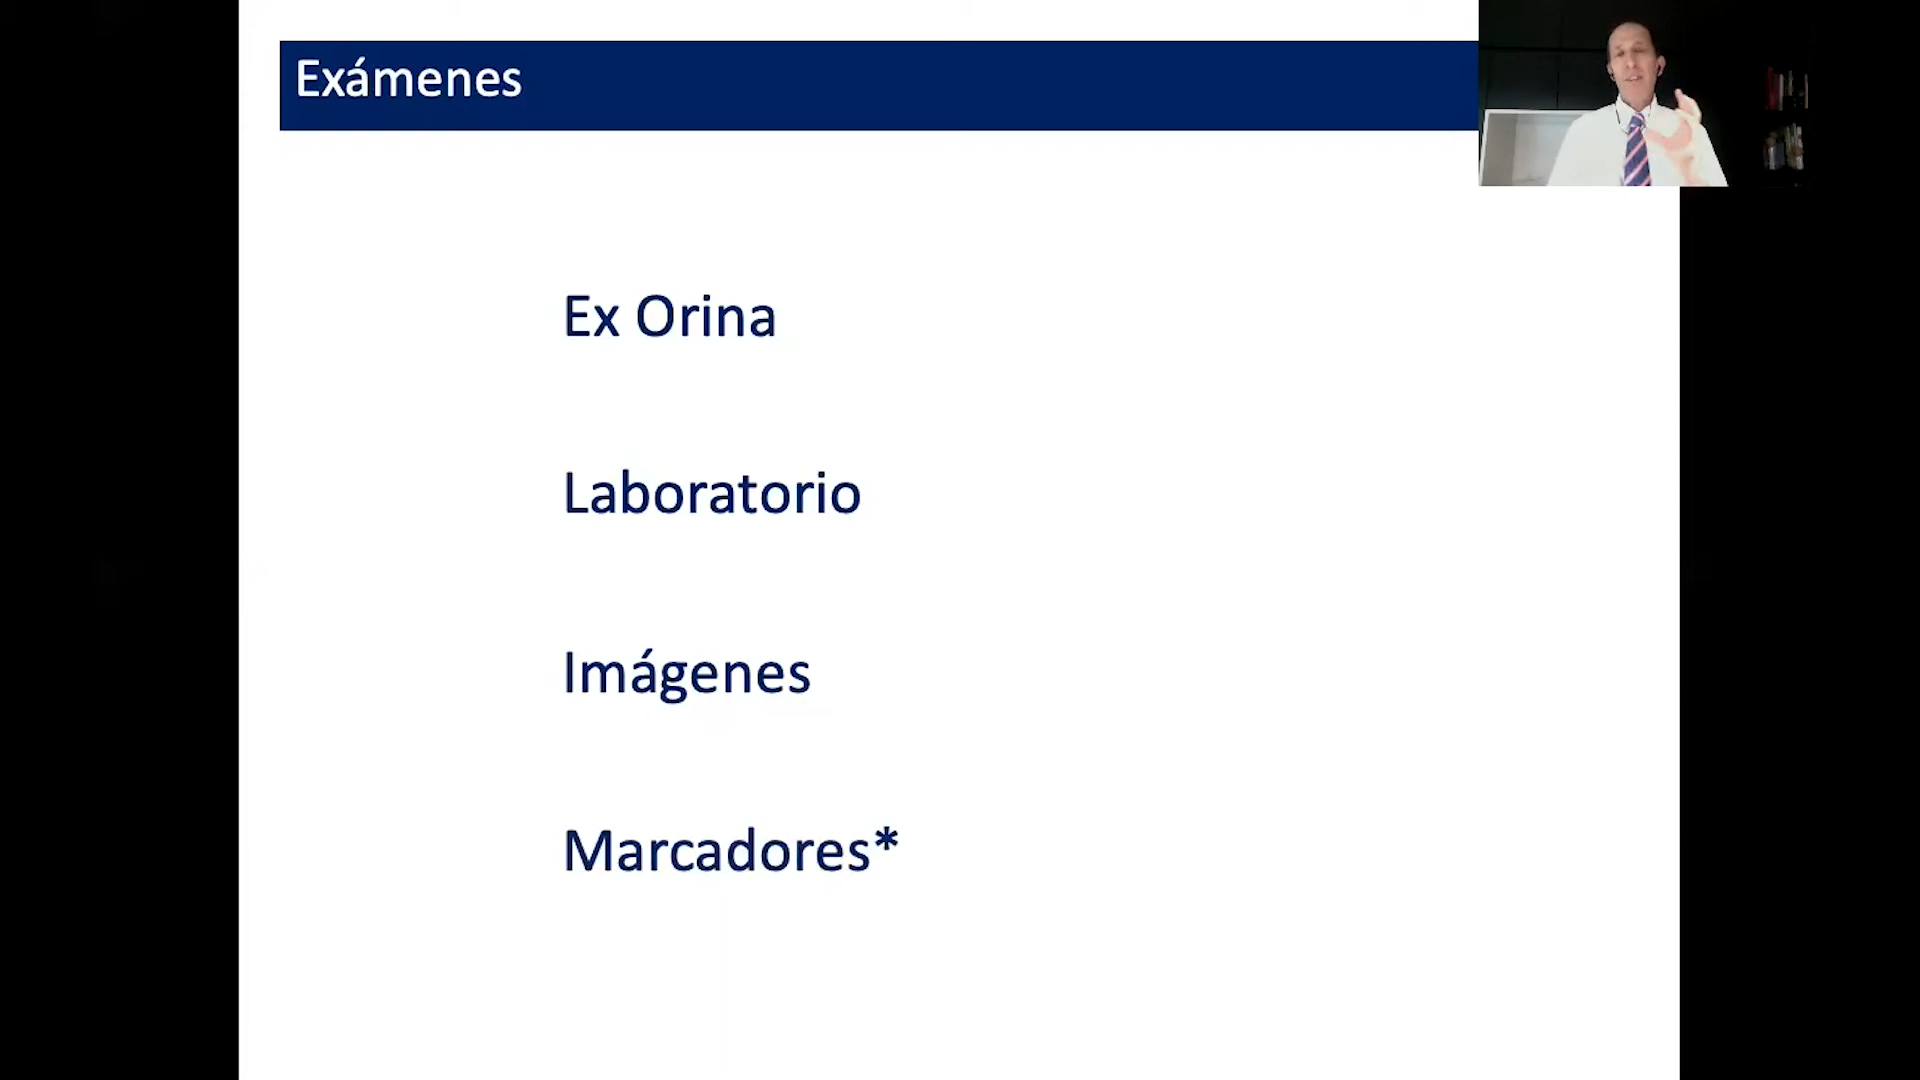 Exámenes
Ex Orina
Laboratorio
Imágenes
Marcadores*